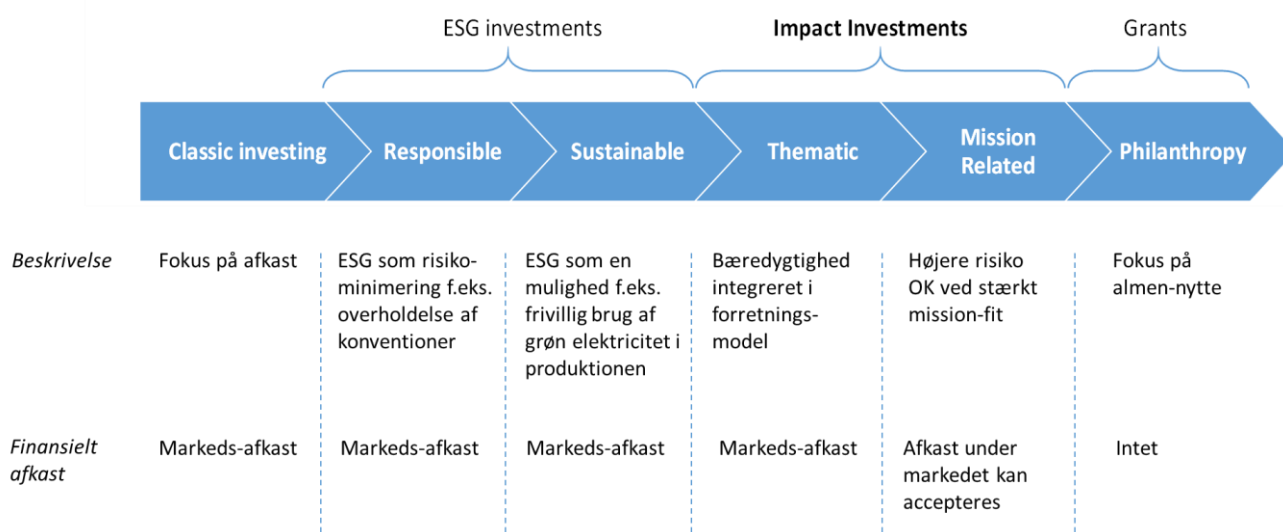 ESG investments
Impact Investments
Grants
Classic investing
Responsible
Sustainable
Thematic
Mission
Related
Philanthropy
Beskrivelse
Fokus på afkast
ESG som risiko-
minimering f.eks.
overholdelse af
konventioner
ESG som en
mulighed f.eks.
frivillig brug af
grøn elektricitet i
produktionen
Bæredygtighed
integreret i
forretnings-
model
Højere risiko
OK ved stærkt
mission-fit
Fokus på
almen-nytte
Finansielt
afkast
Markeds-afkast
Markeds-afkast
Markeds-afkast
Markeds-afkast
Afkast under
markedet kan
accepteres
Intet